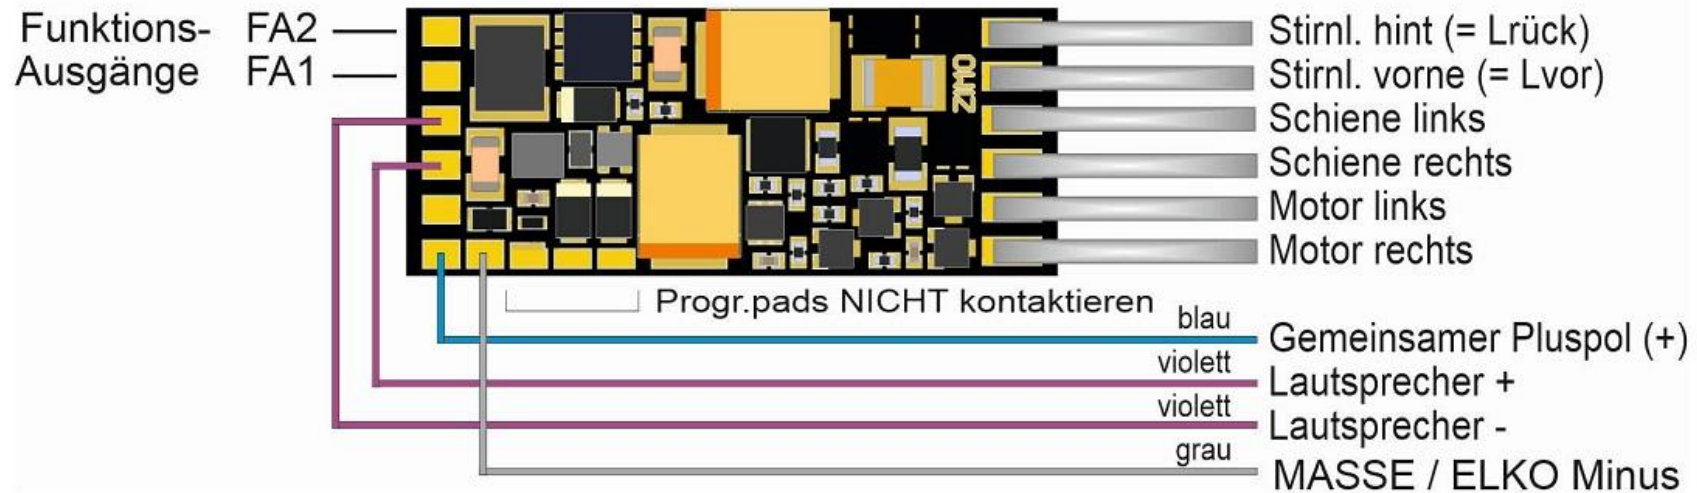 Funktions-
Ausgänge
FA2
FA1
ZIMO
Stirnl. hint (= Lrück)
Stirnl. vorne (= Lvor)
Schiene links
Schiene rechts
Motor links
Motor rechts
Progr.pads NICHT kontaktieren
blau
Gemeinsamer Pluspol (+)
violett
Lautsprecher +
violett
Lautsprecher -
grau
MASSE / ELKO Minus